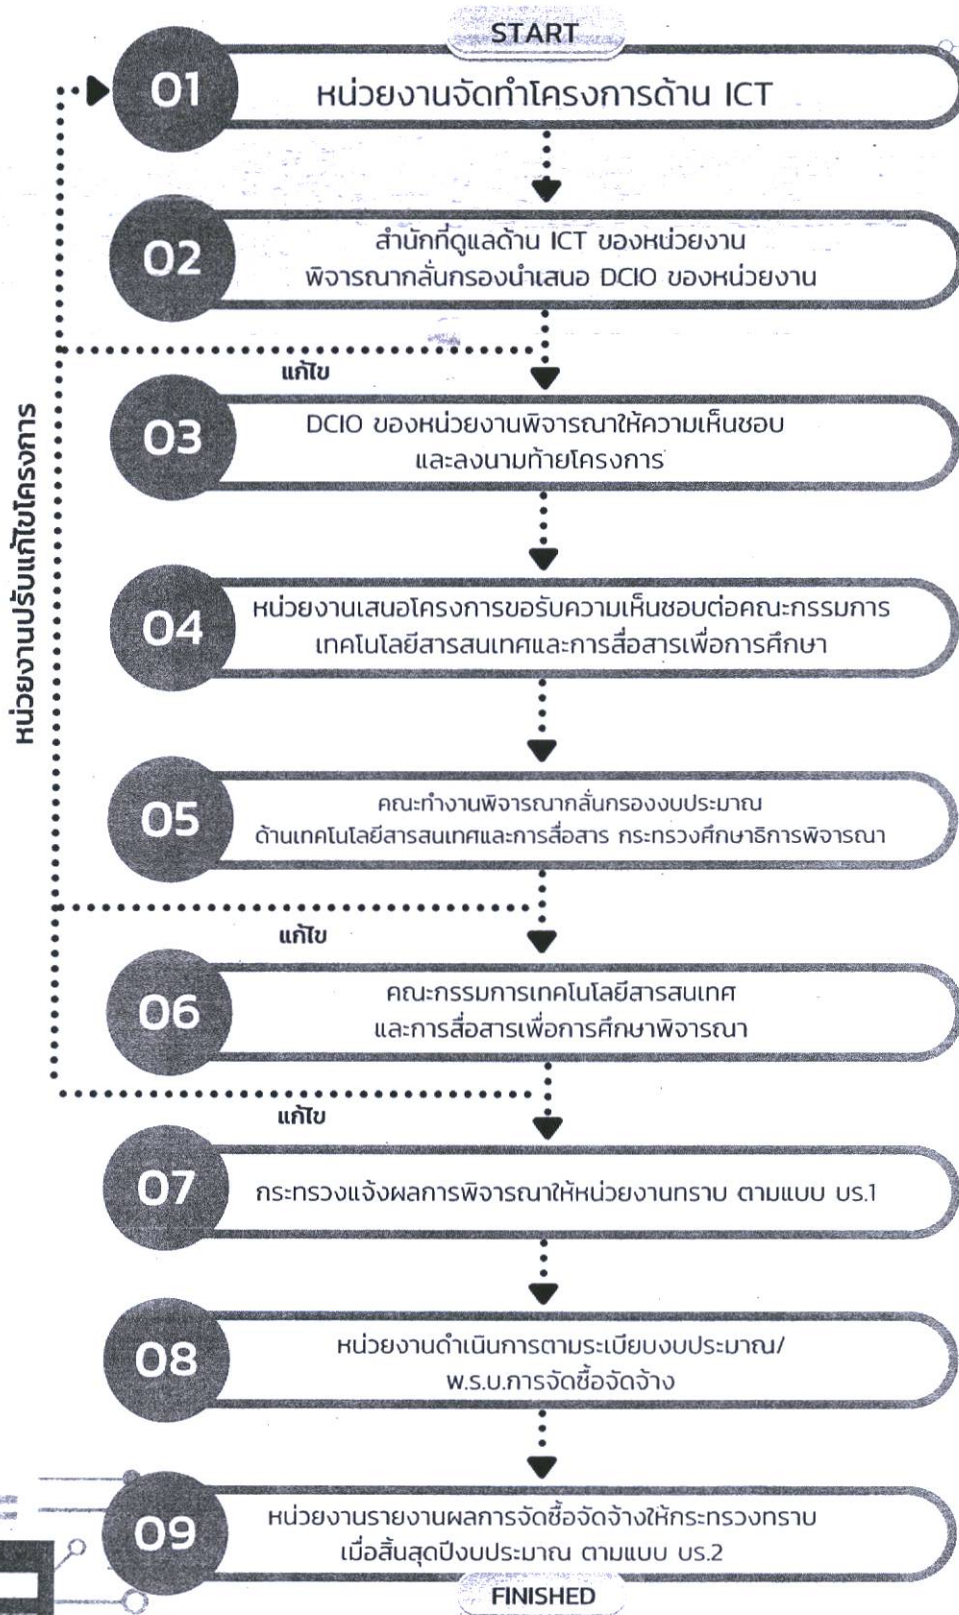 START
01
หน่วยงานจัดทำโครงการด้าน ICT
02
สำนักที่ดูแลด้าน ICT ของหน่วยงาน
พิจารณากลั่นกรองนำเสนอ DCIO ของหน่วยงาน
แก้ไข
03
DCIO ของหน่วยงานพิจารณาให้ความเห็นชอบ
และลงนามท้ายโครงการ
หน่วยงานปรับแก้ไขโครงการ
04
หน่วยงานเสนอโครงการขอรับความเห็นชอบต่อคณะกรรมการ
เทคโนโลยีสารสนเทศและการสื่อสารเพื่อการศึกษา
05
คณะทำงานพิจารณากลั่นกรองงบประมาณ
ด้านเทคโนโลยีสารสนเทศและการสื่อสาร กระทรวงศึกษาธิการพิจารณา
แก้ไข
06
คณะกรรมการเทคโนโลยีสารสนเทศ
และการสื่อสารเพื่อการศึกษาพิจารณา
แก้ไข
07
กระทรวงแจ้งผลการพิจารณาให้หน่วยงานทราบ ตามแบบ บร.1
08
หน่วยงานดำเนินการตามระเบียบงบประมาณ/
พ.ร.บ.การจัดซื้อจัดจ้าง
09
หน่วยงานรายงานผลการจัดซื้อจัดจ้างให้กระทรวงทราบ
เมื่อสิ้นสุดปีงบประมาณ ตามแบบ บร.2
FINISHED